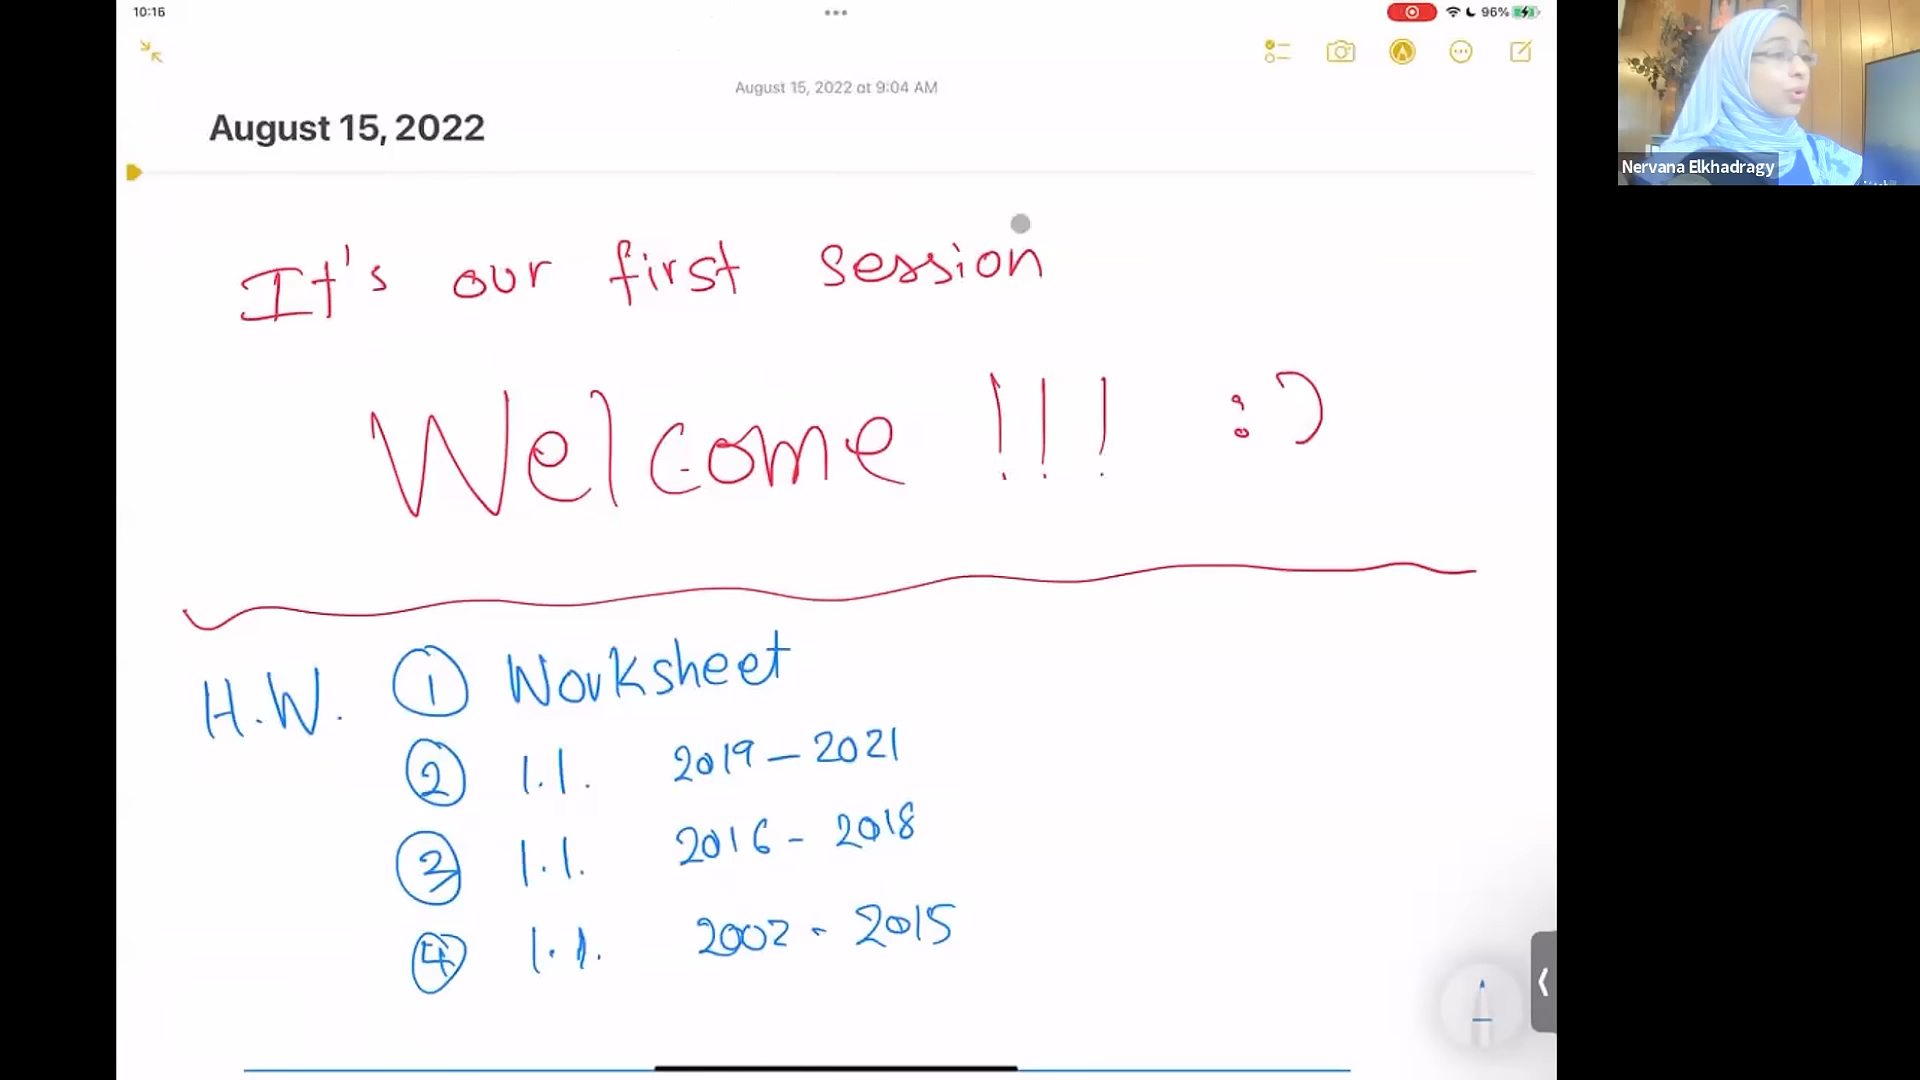 10:16
96%
August 15, 2022 at 9:04 AM
August 15, 2022
Nervana Elkhadragy
It's our first session
Welcome !!! :)
H.W. ① Worksheet
② 1.1. 2019 - 2021
③ 1.1. 2016 - 2018
④ 1.1. 2002 - 2015